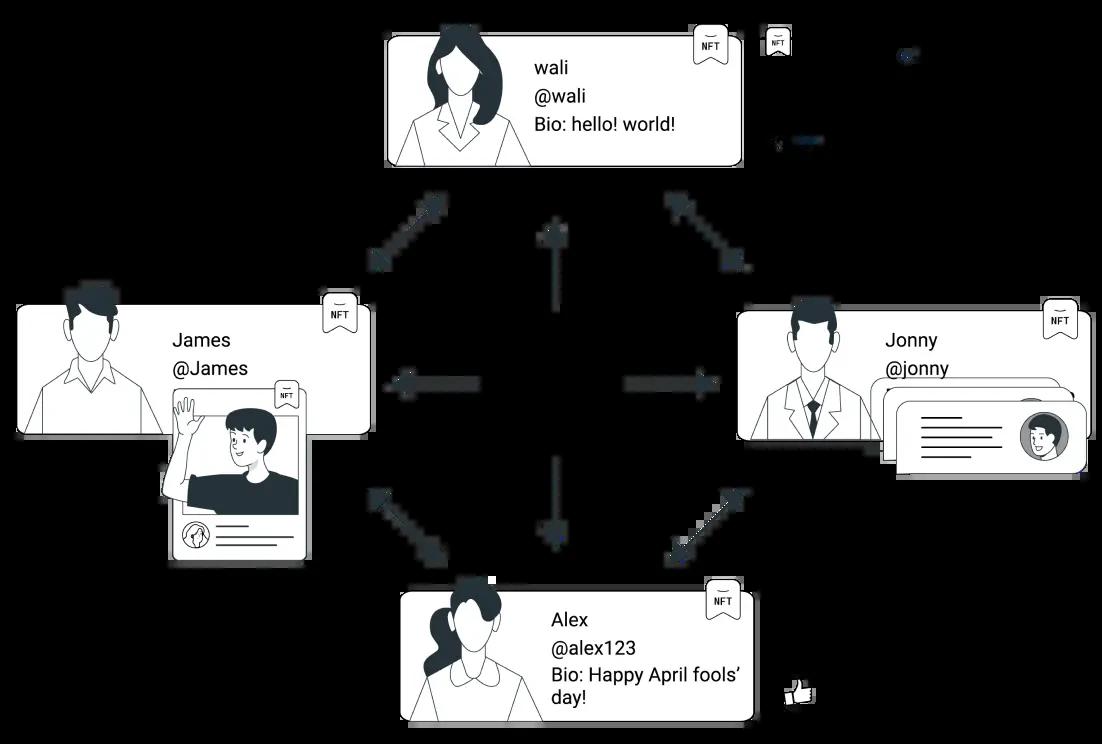 NFT
NFT
wali
@wali
Bio: hello! world!
NFT
James
@James
NFT
NFT
Jonny
@jonny
NFT
Alex
@alex123
Bio: Happy April fools’
day!